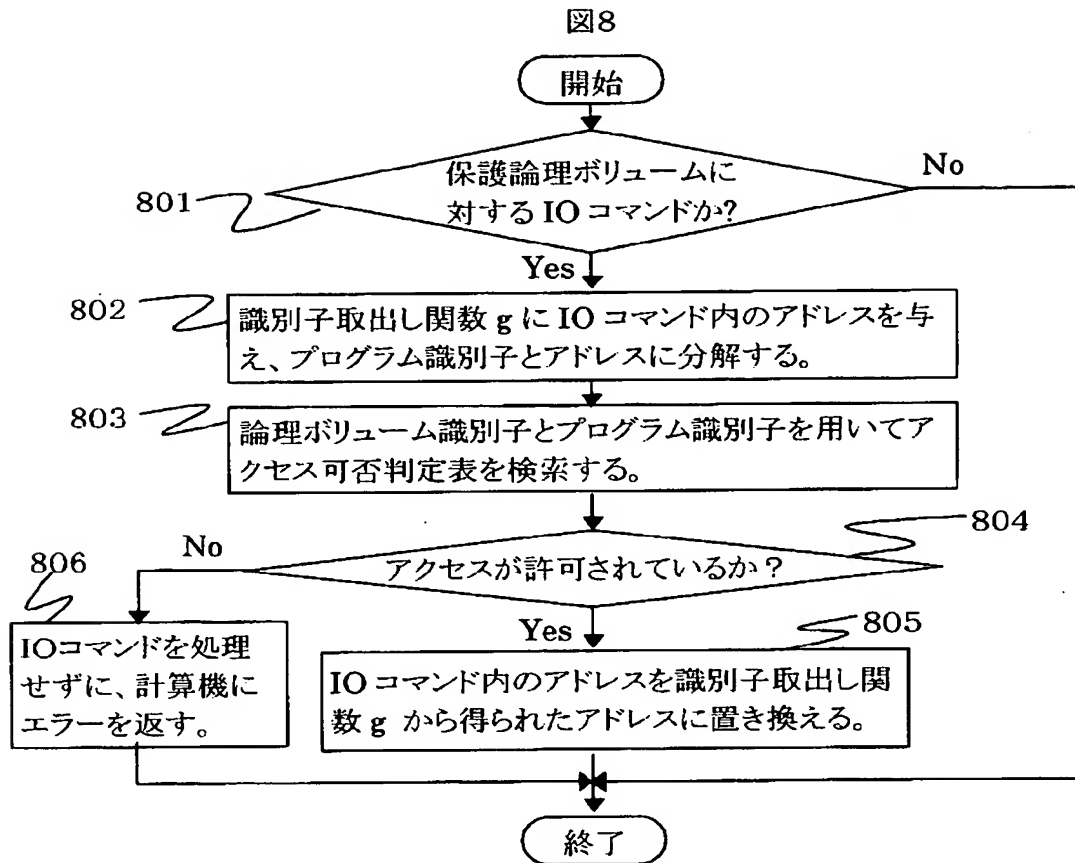 図8
開始
保護論理ボリュームに
対する IO コマンドか?
No
801
Yes
802
識別子取出し関数 g に IO コマンド内のアドレスを与
え、プログラム識別子とアドレスに分解する。
803
論理ボリューム識別子とプログラム識別子を用いてア
クセス可否判定表を検索する。
804
No
アクセスが許可されているか？
806
Yes
805
IOコマンドを処理
せずに、計算機に
エラーを返す。
IO コマンド内のアドレスを識別子取出し関
数 g から得られたアドレスに置き換える。
終了